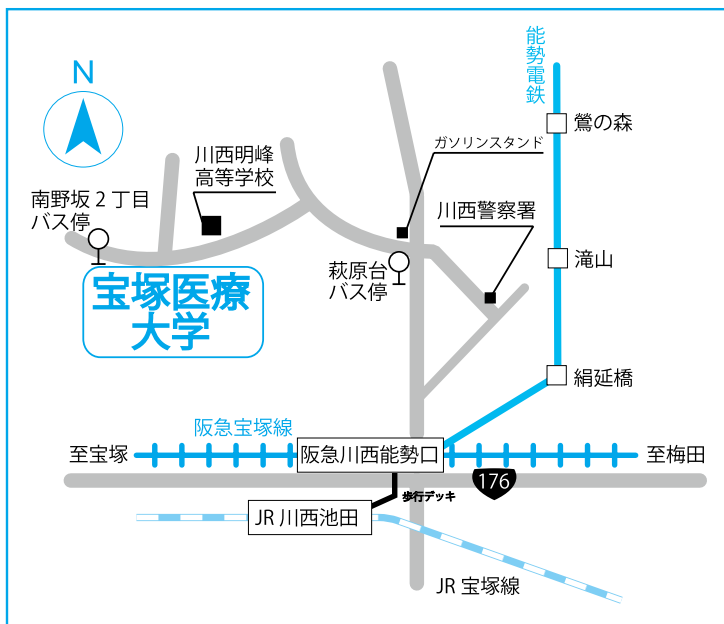 能勢電鉄
N
鶯の森
ガソリンスタンド
川西明峰
高等学校
南野坂2丁目
バス停
川西警察署
萩原台
バス停
滝山
宝塚医療
大学
絹延橋
阪急宝塚線
至宝塚
阪急川西能勢口
至梅田
176
歩行デッキ
JR 川西池田
JR 宝塚線